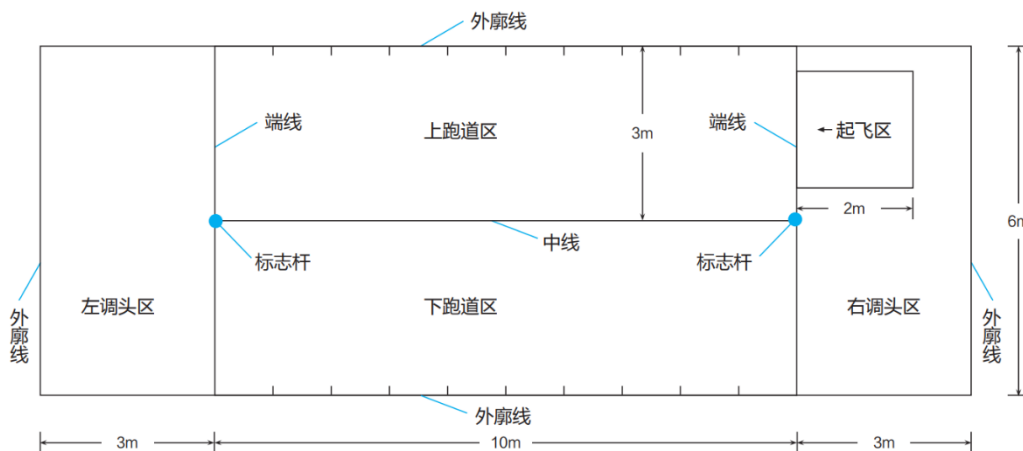 外廓线
端线
上跑道区
3m
端线
起飞区
2m
6m
中线
标志杆
标志杆
左调头区
下跑道区
右调头区
外廓线
外廓线
外廓线
3m
10m
3m